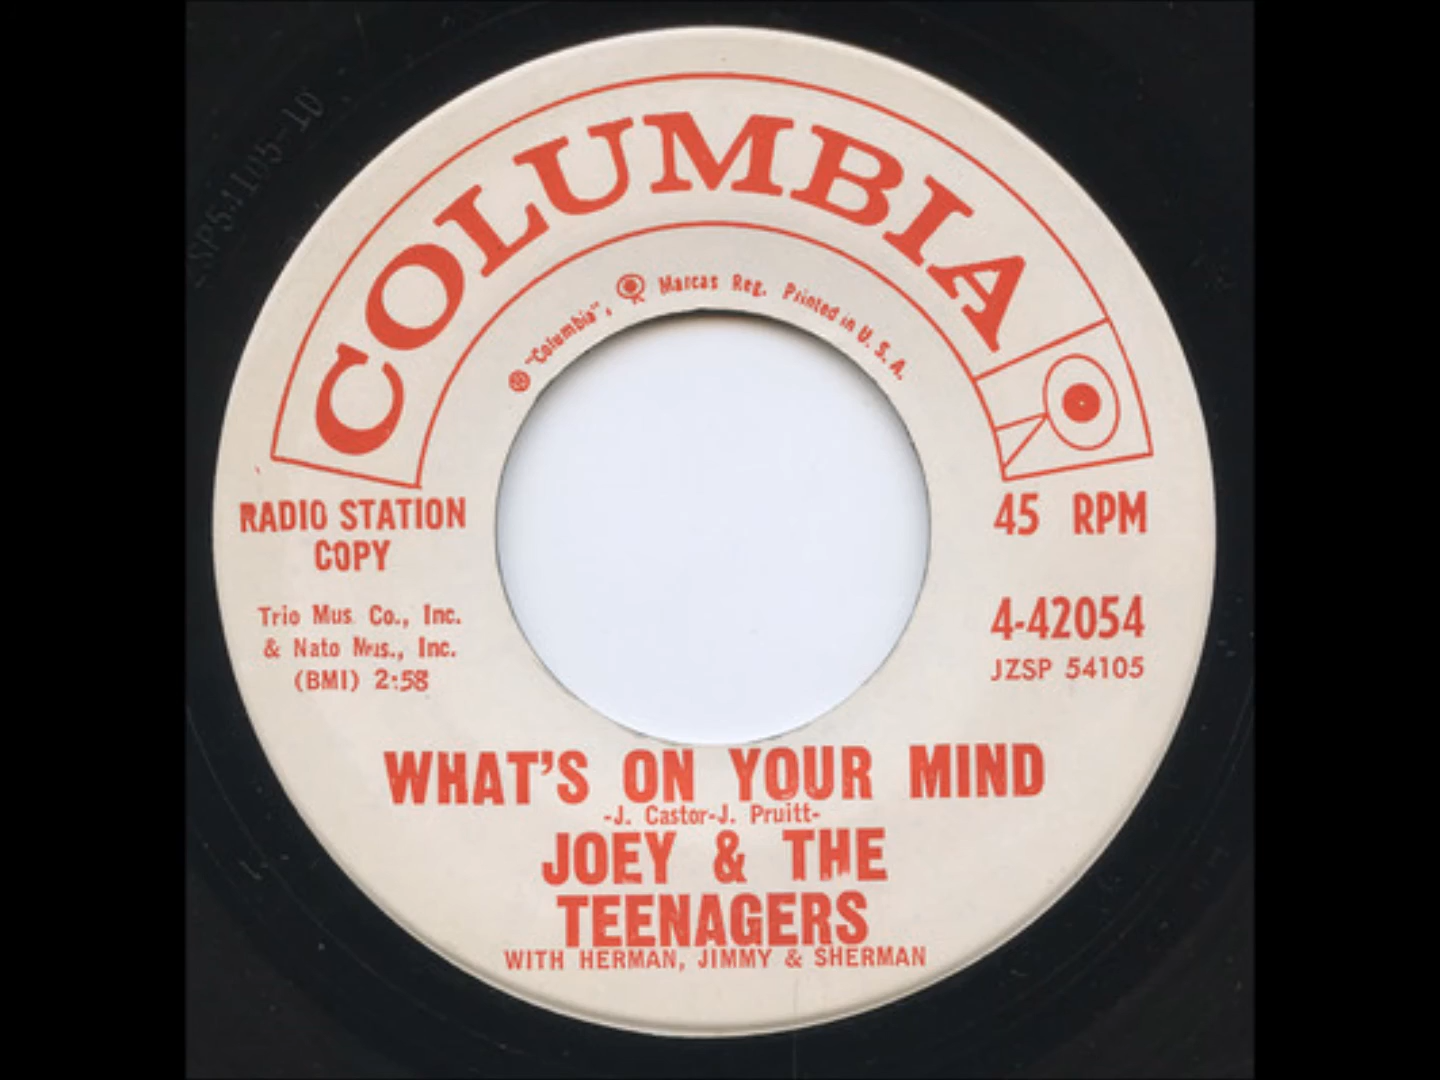 COLUMBIA
® "Columbia", Marcas Reg. Printed in U. S. A.
RADIO STATION
COPY
45 RPM
Trio Mus. Co., Inc.
& Nato Mus., Inc.
(BMI) 2:58
4-42054
JZSP 54105
WHAT'S ON YOUR MIND
-J. Castor-J. Pruitt-
JOEY & THE
TEENAGERS
WITH HERMAN, JIMMY & SHERMAN